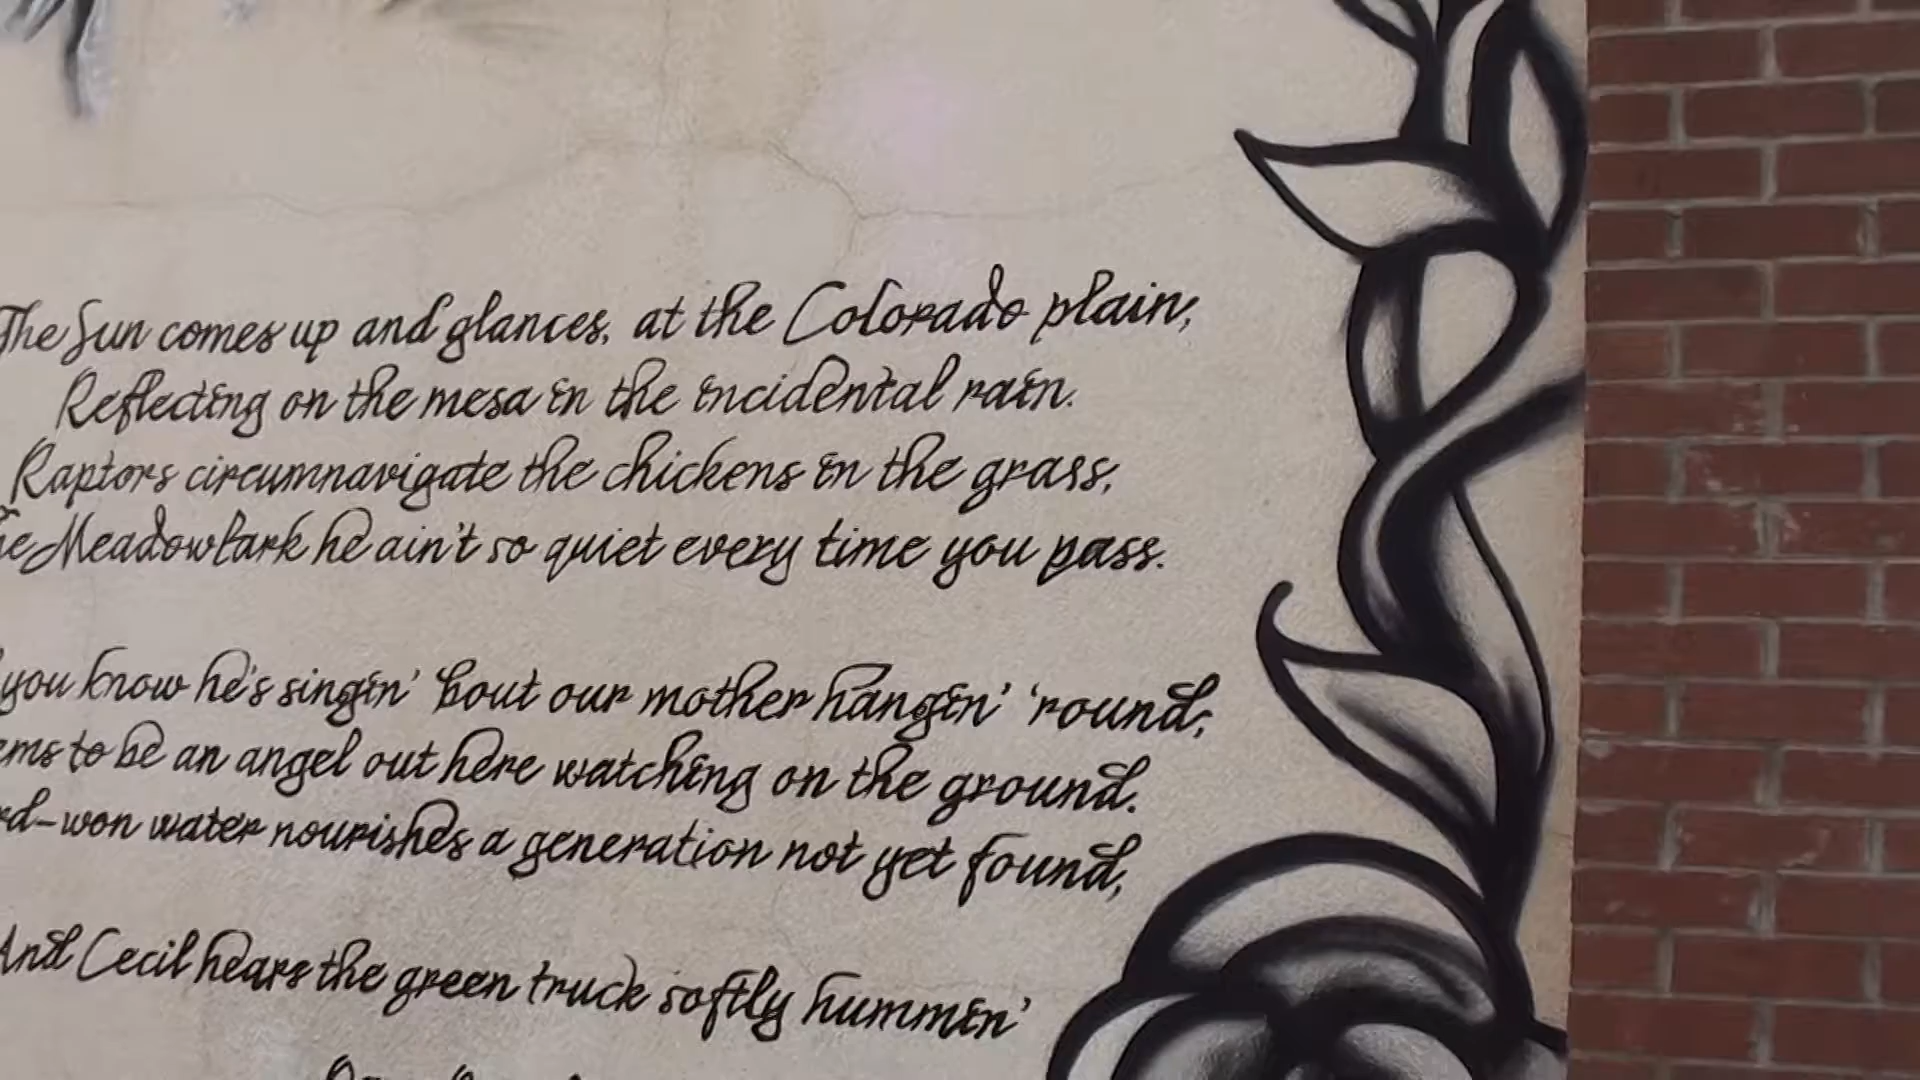 The Sun comes up and glances, at the Colorado plain,
Reflecting on the mesa in the incidental rain.
Raptors circumnavigate the chickens in the grass,
Meadowlark he ain't so quiet every time you pass.
you know he's singin' 'bout our mother hangin' 'round,
to be an angel out here watching on the ground.
won water nourishes a generation not yet found,
And Cecil hears the green truck softly hummin'